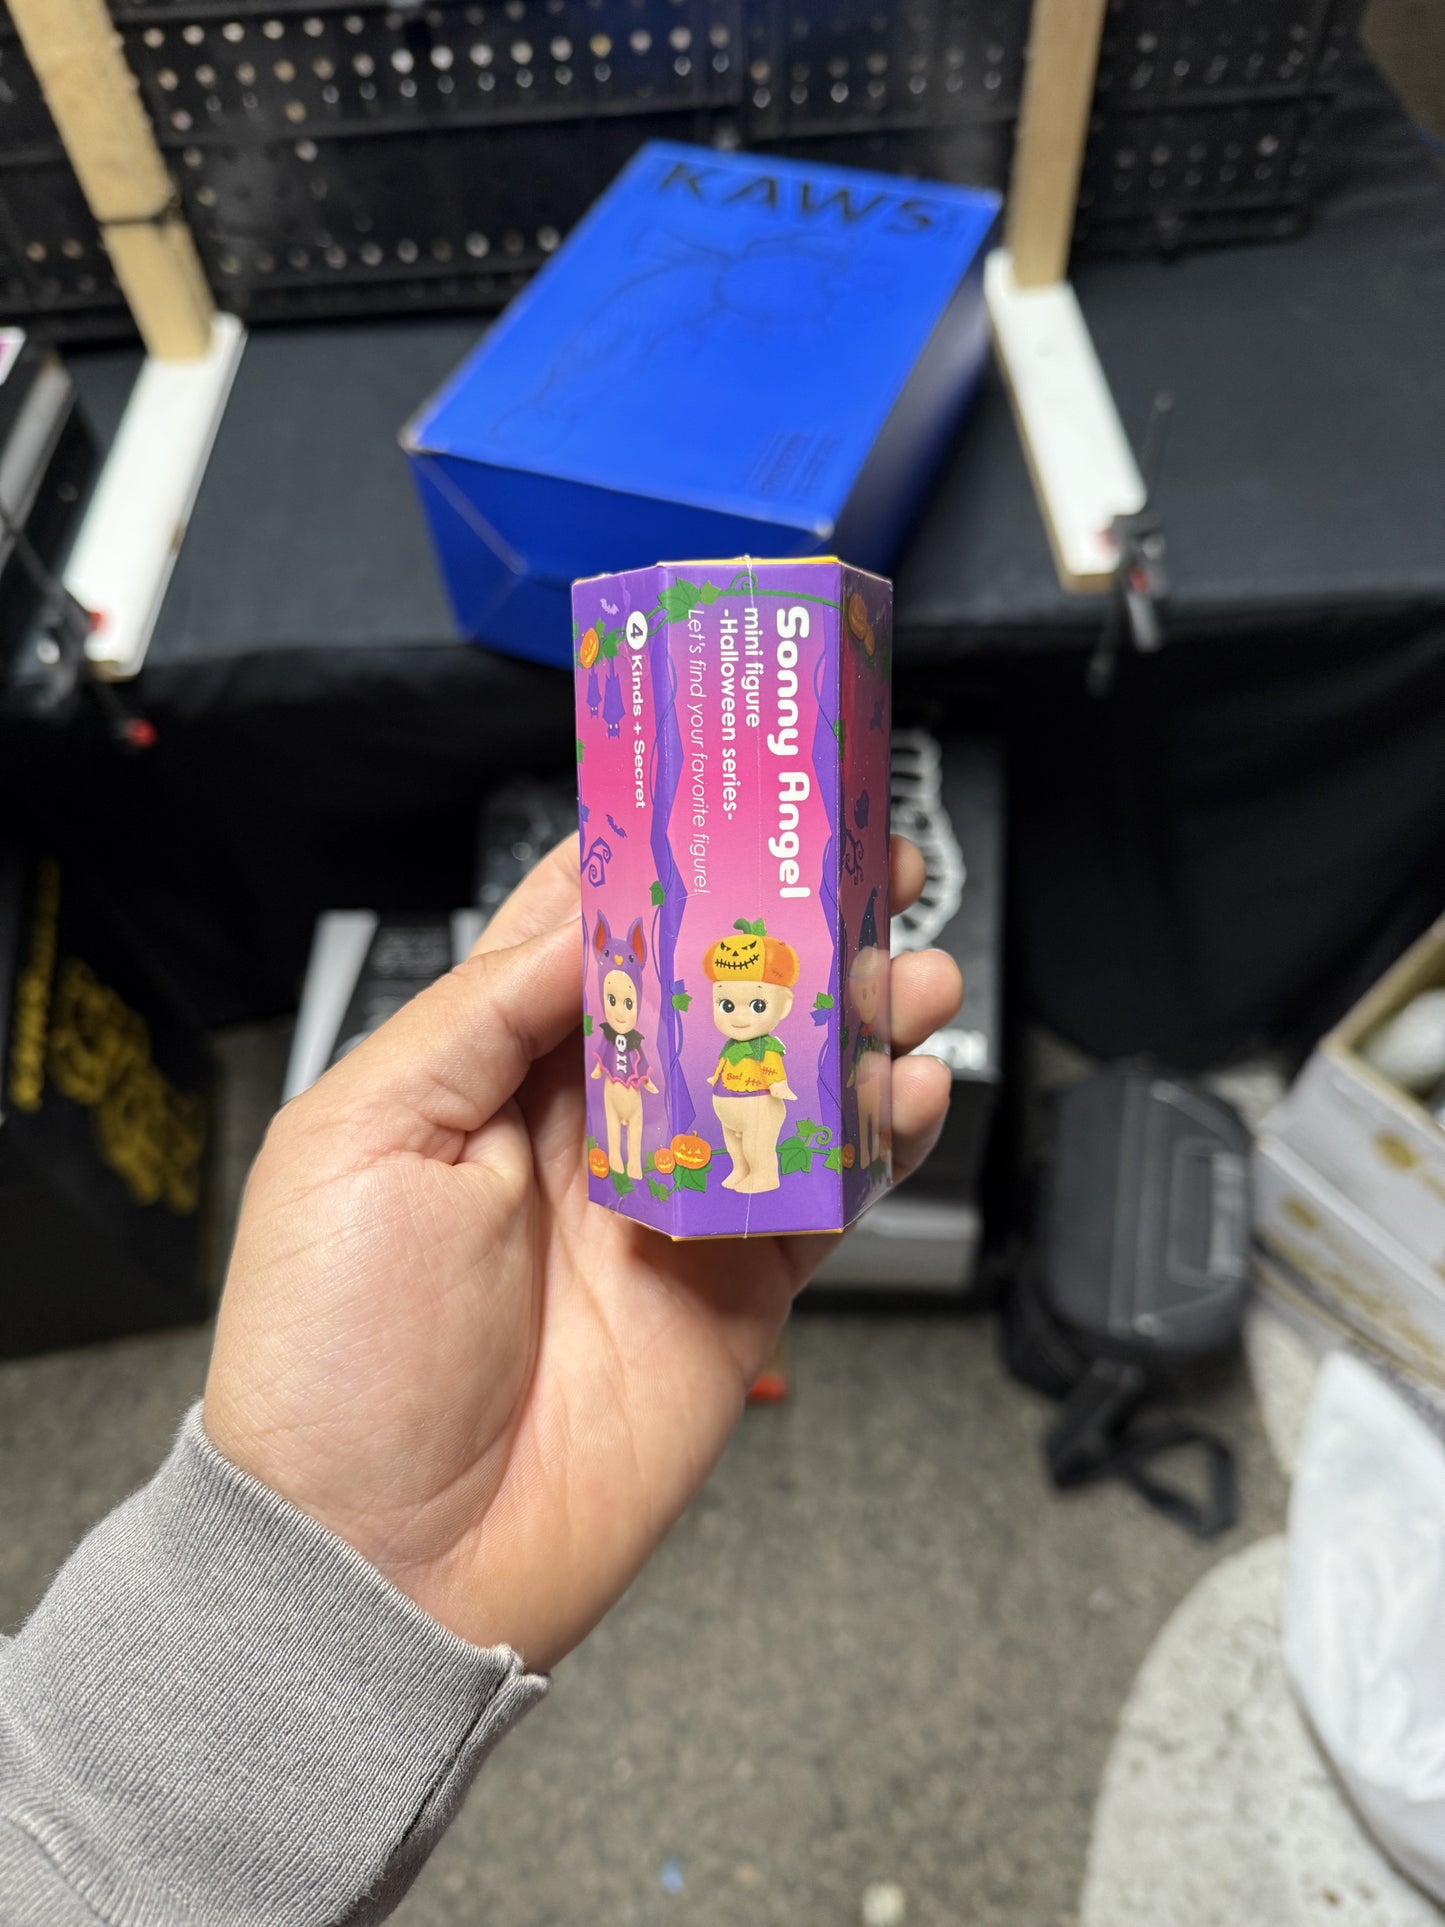 KAWS
Sonny Angel
mini figure
-Halloween series-
Let's find your favorite figure!
4 Kinds + Secret
Boo!